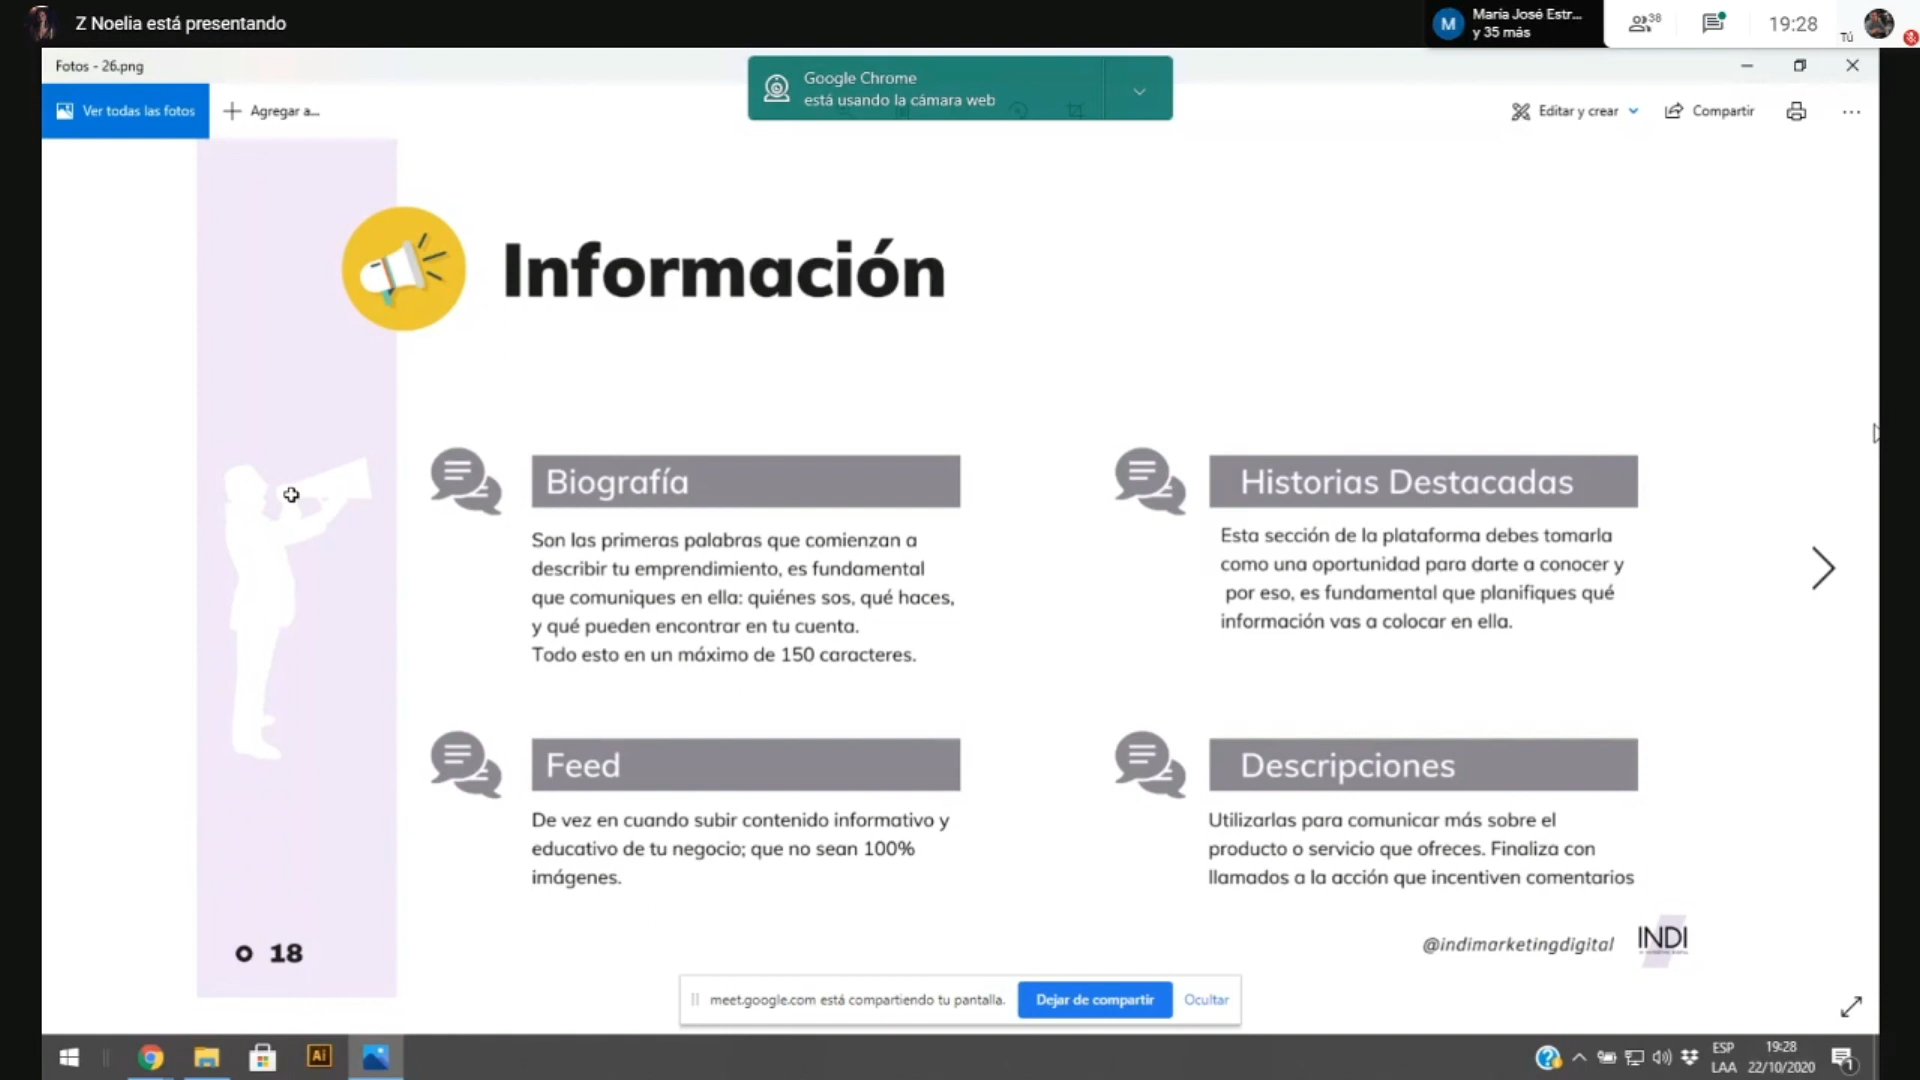 Z Noelia está presentando
M
María José Estr...
y 35 más
38
19:28
Tú
Fotos - 26.png
Google Chrome
está usando la cámara web
Ver todas las fotos
Agregar a...
Editar y crear
Compartir
Información
Biografía
Son las primeras palabras que comienzan a
describir tu emprendimiento, es fundamental
que comuniques en ella: quiénes sos, qué haces,
y qué pueden encontrar en tu cuenta.
Todo esto en un máximo de 150 caracteres.
Historias Destacadas
Esta sección de la plataforma debes tomarla
como una oportunidad para darte a conocer y
por eso, es fundamental que planifiques qué
información vas a colocar en ella.
Feed
De vez en cuando subir contenido informativo y
educativo de tu negocio; que no sean 100%
imágenes.
Descripciones
Utilizarlas para comunicar más sobre el
producto o servicio que ofreces. Finaliza con
llamados a la acción que incentiven comentarios
18
@indimarketingdigital
INDI
meet.google.com está compartiendo tu pantalla.
Dejar de compartir
Ocultar
Ai
ESP
LAA
19:28
22/10/2020
1